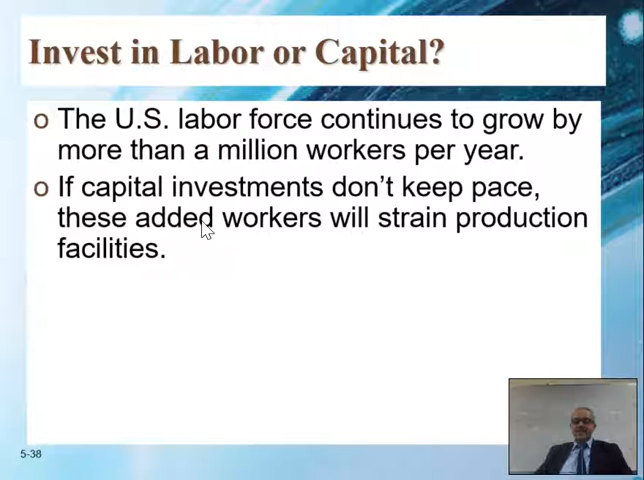 Invest in Labor or Capital?
o The U.S. labor force continues to grow by
more than a million workers per year.
o If capital investments don't keep pace,
these added workers will strain production
facilities.
5-38